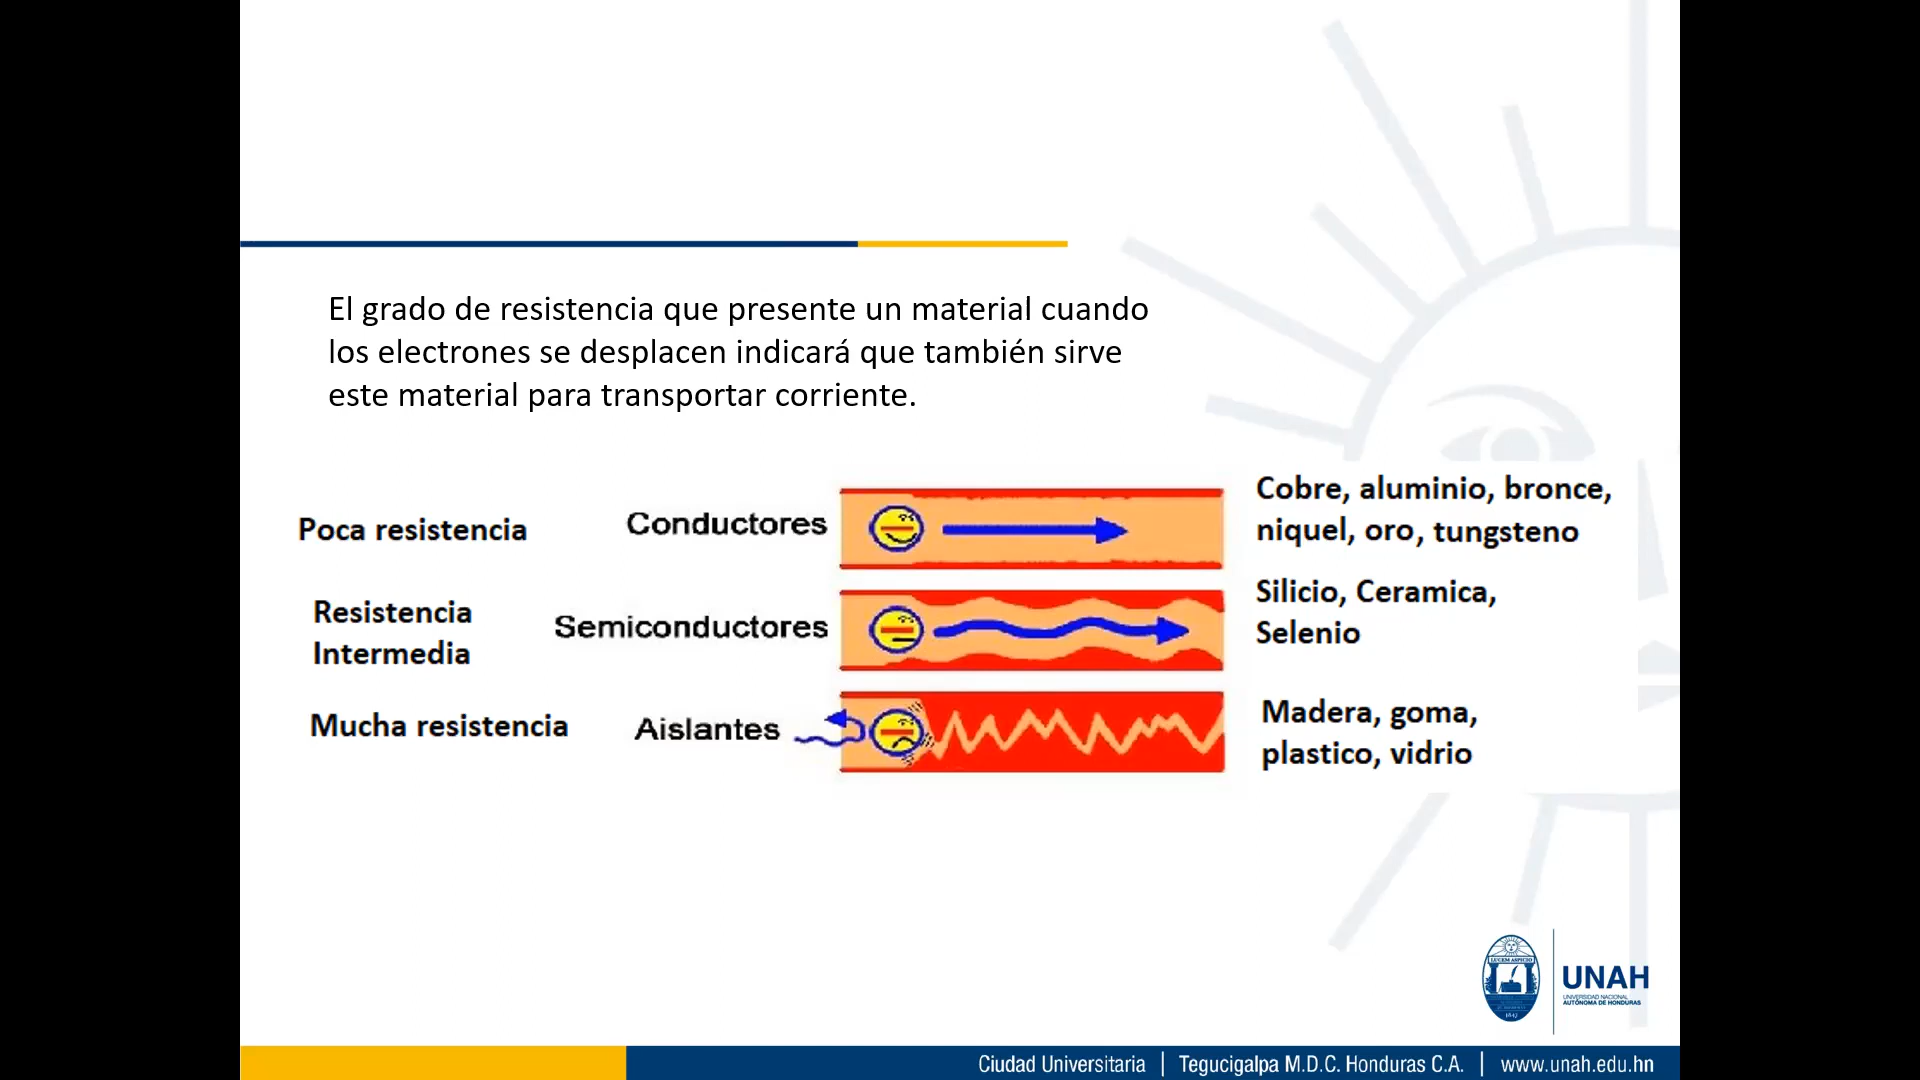 El grado de resistencia que presente un material cuando
los electrones se desplacen indicará que también sirve
este material para transportar corriente.
Poca resistencia
Conductores
Cobre, aluminio, bronce,
niquel, oro, tungsteno
Resistencia
Intermedia
Semiconductores
Silicio, Ceramica,
Selenio
Mucha resistencia
Aislantes
Madera, goma,
plastico, vidrio
LUCEM ASPICIO
1847
UNAH
UNIVERSIDAD NACIONAL
AUTÓNOMA DE HONDURAS
Ciudad Universitaria | Tegucigalpa M.D.C. Honduras C.A. | www.unah.edu.hn